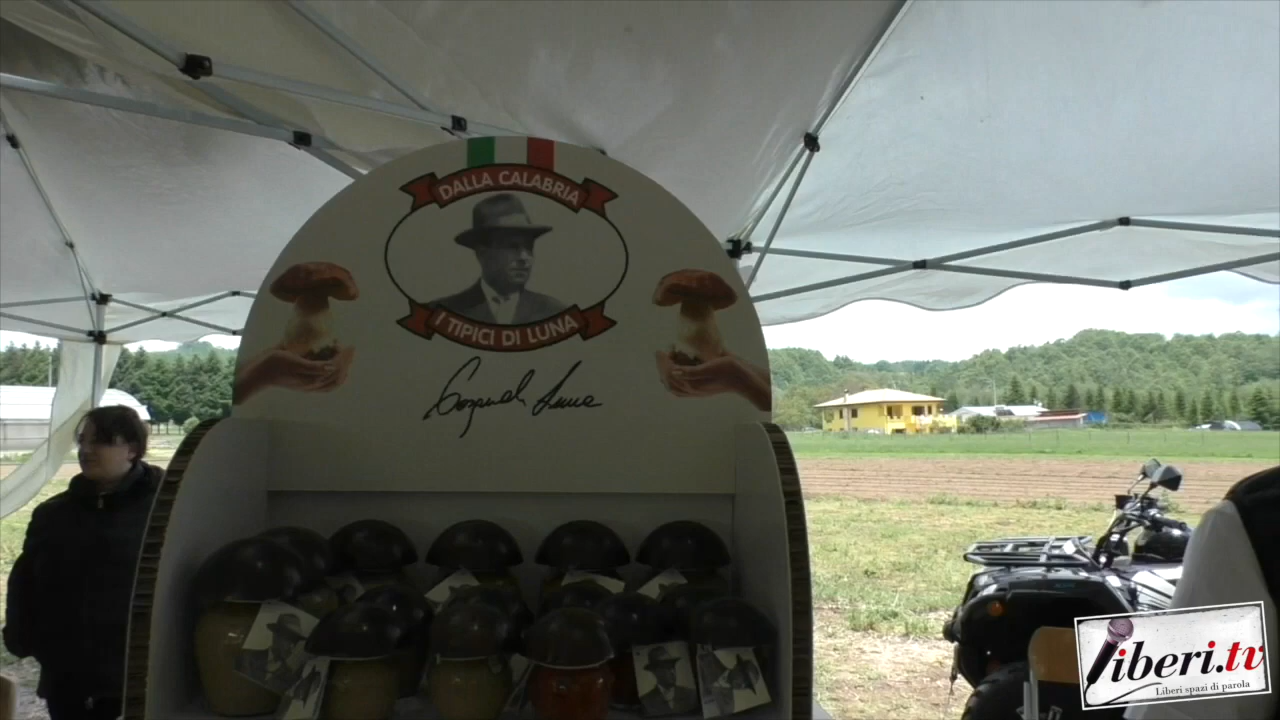 DALLA CALABRIA
I TIPICI DI LUNA
liberi.tv
Liberi spazi di parola